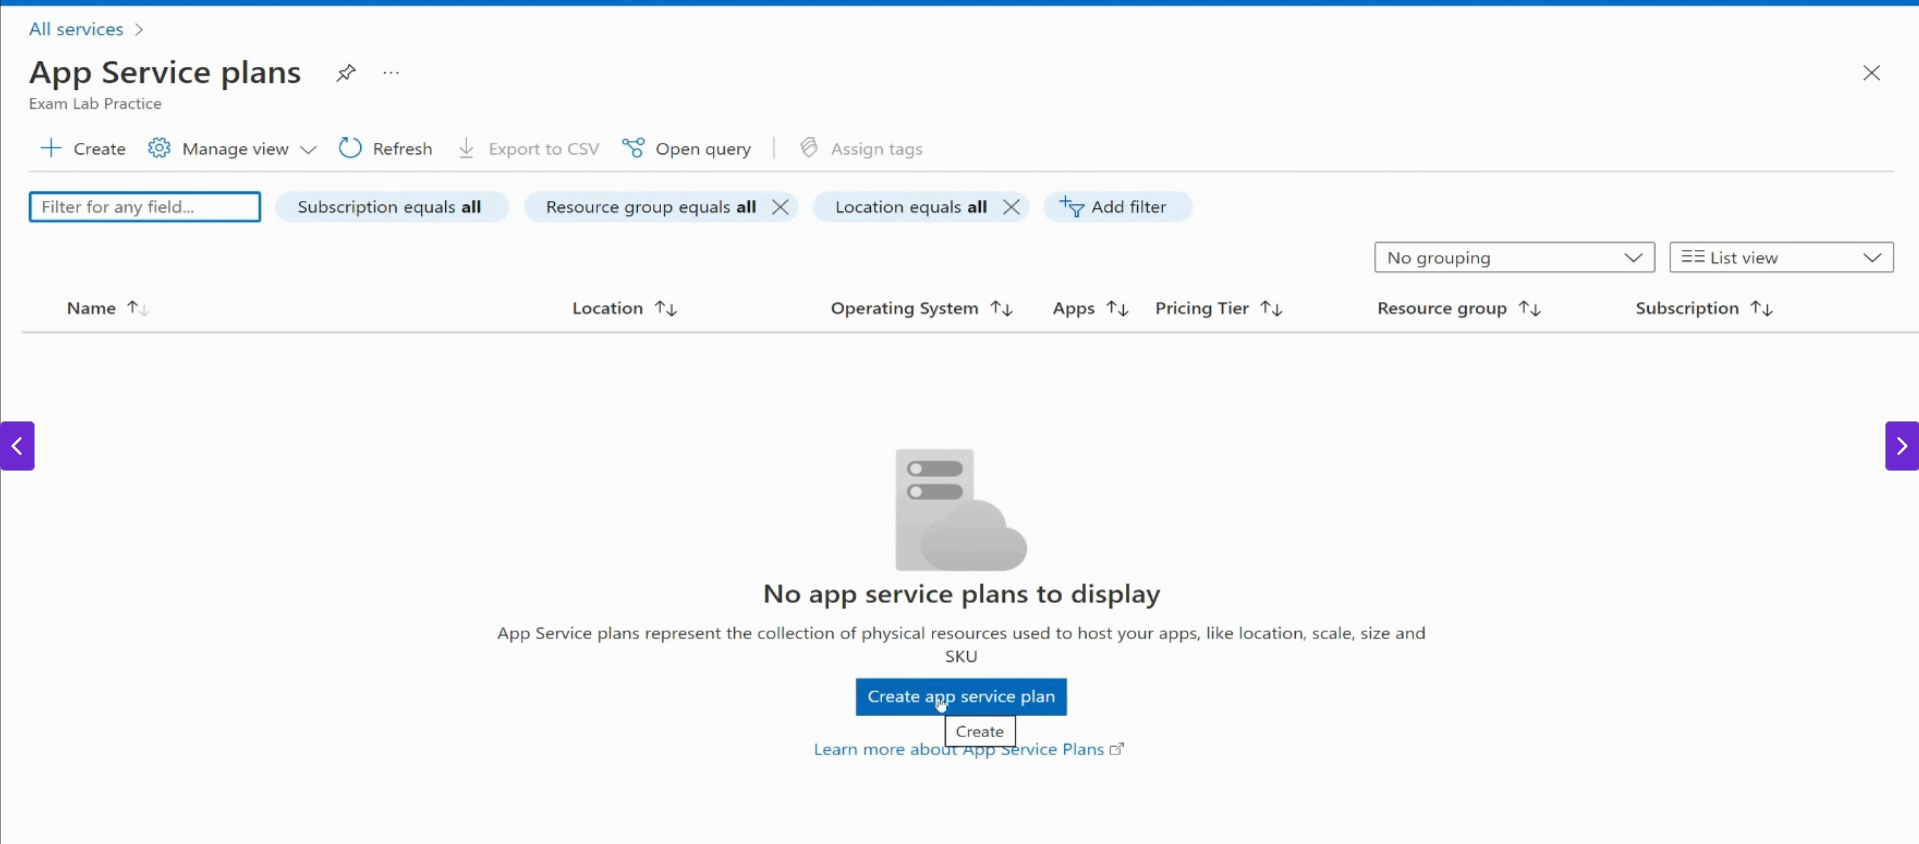 All services >
App Service plans ...
Exam Lab Practice
Create Manage view Refresh Export to CSV Open query Assign tags
Filter for any field... Subscription equals all Resource group equals all Location equals all Add filter
No grouping List view
Name Location Operating System Apps Pricing Tier Resource group Subscription
No app service plans to display
App Service plans represent the collection of physical resources used to host your apps, like location, scale, size and
SKU
Create app service plan
Create
Learn more about App Service Plans